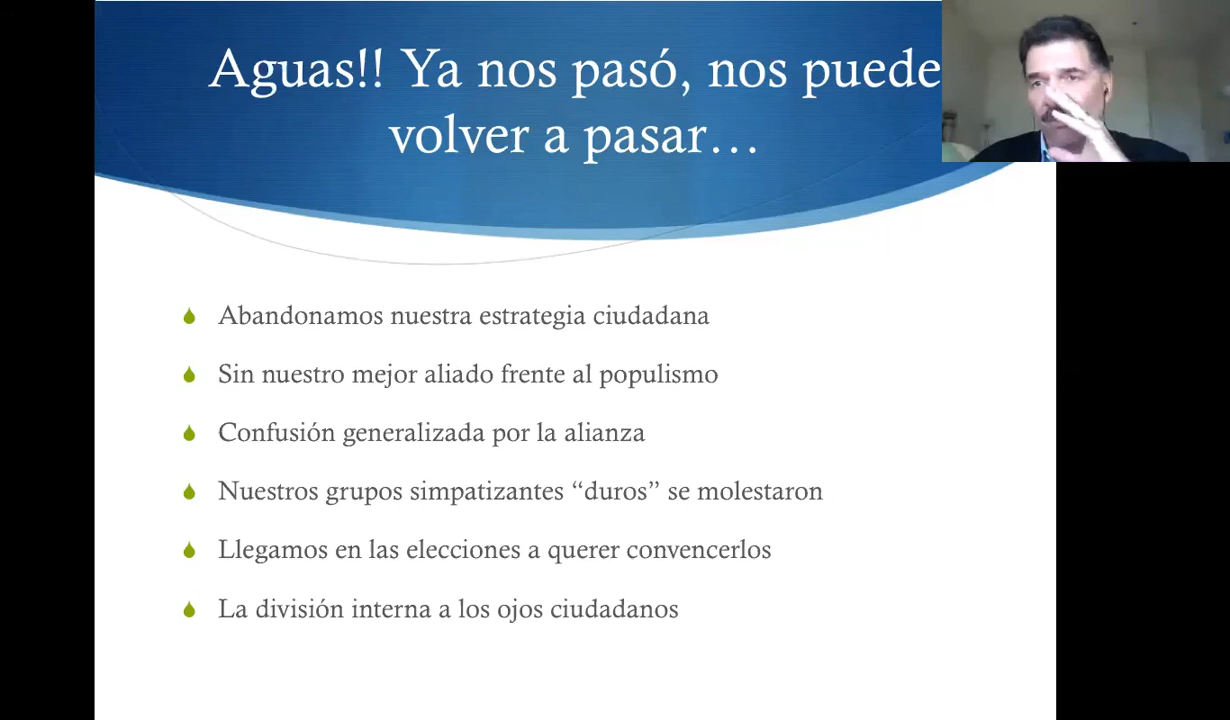 Aguas!! Ya nos pasó, nos puede
volver a pasar…
Abandonamos nuestra estrategia ciudadana
Sin nuestro mejor aliado frente al populismo
Confusión generalizada por la alianza
Nuestros grupos simpatizantes “duros” se molestaron
Llegamos en las elecciones a querer convencerlos
La división interna a los ojos ciudadanos